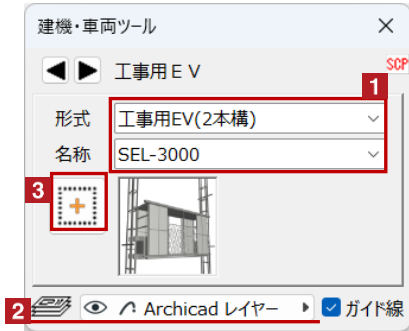 建機・車両ツール
工事用ＥＶ
SCP
1
形式 工事用EV(2本構)
名称 SEL-3000
3
2 Archicad レイヤー ガイド線